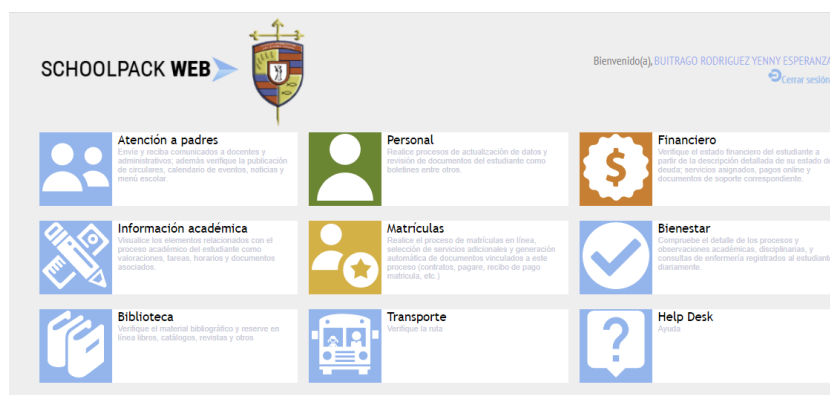 SCHOOLPACK WEB
Bienvenido(a), BUITRAGO RODRIGUEZ YENNY ESPERANZA
Cerrar sesión
Atención a padres
Envíe y reciba comunicados a docentes y
administrativos; además verifique la publicación
de circulares, calendario de eventos, noticias y
menú escolar
Personal
Realice procesos de actualización de datos y
revisión de documentos del estudiante como
boletines entre otros.
Financiero
Verifique el estado financiero del estudiante a
partir de la descripción detallada de su estado de
deuda; servicios asignados, pagos online y
documentos de soporte correspondiente.
Información académica
Visualice los elementos relacionados con el
proceso académico del estudiante como
valoraciones, tareas, horarios y documentos
asociados.
Matrículas
Realice el proceso de matrículas en línea,
selección de servicios adicionales y generación
automática de documentos vinculados a este
proceso (contratos, pagare, recibo de pago
matrícula, etc.)
Bienestar
Compruebe el detalle de los procesos y
observaciones académicas, disciplinarias, y
consultas de enfermería registrados al estudiante
diariamente.
Biblioteca
Verifique el material bibliográfico y reserve en
línea libros, catálogos, revistas y otros
Transporte
Verifique la ruta
Help Desk
Ayuda